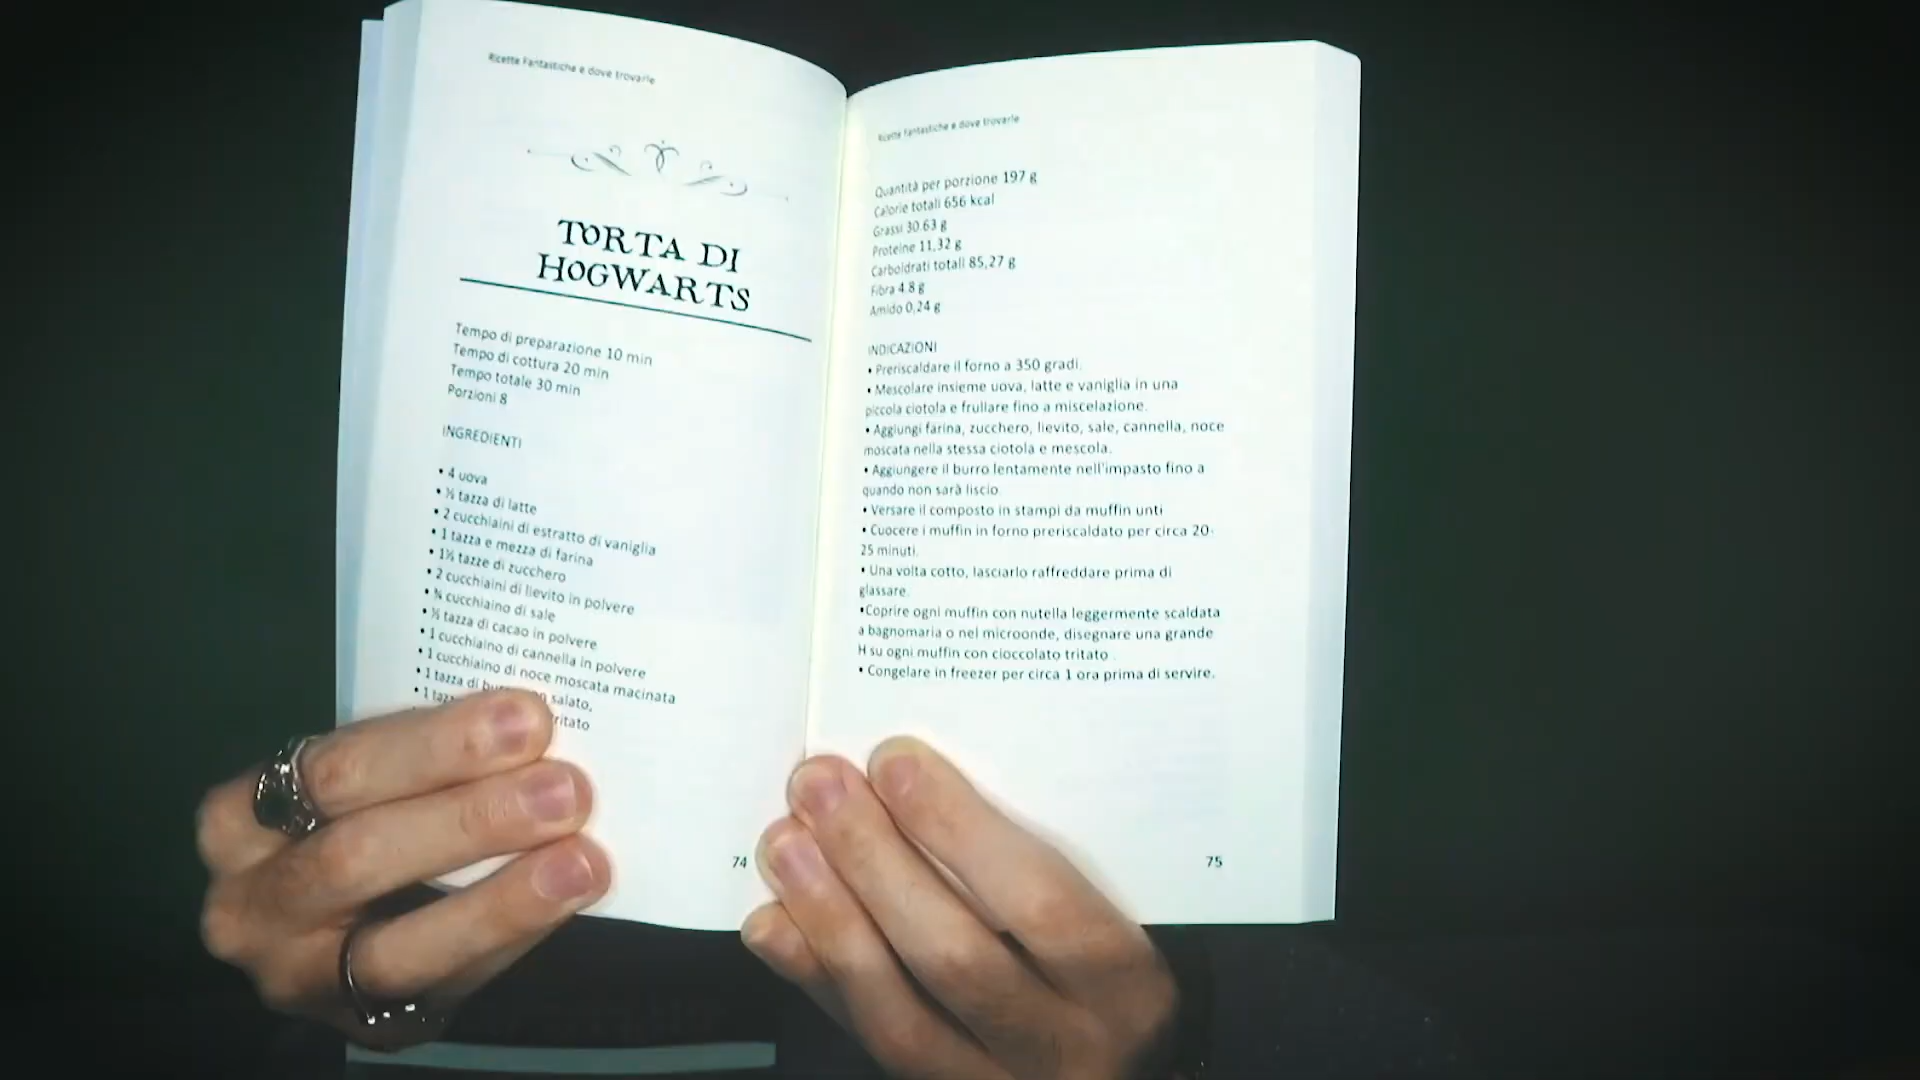 Ricette Fantastiche e dove trovarle
TORTA DI
HOGWARTS
Tempo di preparazione 10 min
Tempo di cottura 20 min
Tempo totale 30 min
Porzioni 8
INGREDIENTI
• 4 uova
• ½ tazza di latte
• 2 cucchiaini di estratto di vaniglia
• 1 tazza e mezza di farina
• 1½ tazze di zucchero
• 2 cucchiaini di lievito in polvere
• ¾ cucchiaino di sale
• ½ tazza di cacao in polvere
• 1 cucchiaino di cannella in polvere
• 1 cucchiaino di noce moscata macinata
• 1 tazza di salato,
• 1
74
Ricette Fantastiche e dove trovarle
Quantità per porzione 197 g
Calorie totali 656 kcal
Grassi 30.63 g
Proteine 11,32 g
Carboidrati totali 85,27 g
Fibra 4.8 g
Amido 0,24 g
INDICAZIONI
• Preriscaldare il forno a 350 gradi.
• Mescolare insieme uova, latte e vaniglia in una
piccola ciotola e frullare fino a miscelazione.
• Aggiungi farina, zucchero, lievito, sale, cannella, noce
moscata nella stessa ciotola e mescola.
• Aggiungere il burro lentamente nell'impasto fino a
quando non sarà liscio.
• Versare il composto in stampi da muffin unti
• Cuocere i muffin in forno preriscaldato per circa 20-
25 minuti.
• Una volta cotto, lasciarlo raffreddare prima di
glassare.
•Coprire ogni muffin con nutella leggermente scaldata
a bagnomaria o nel microonde, disegnare una grande
H su ogni muffin con cioccolato tritato .
• Congelare in freezer per circa 1 ora prima di servire.
75